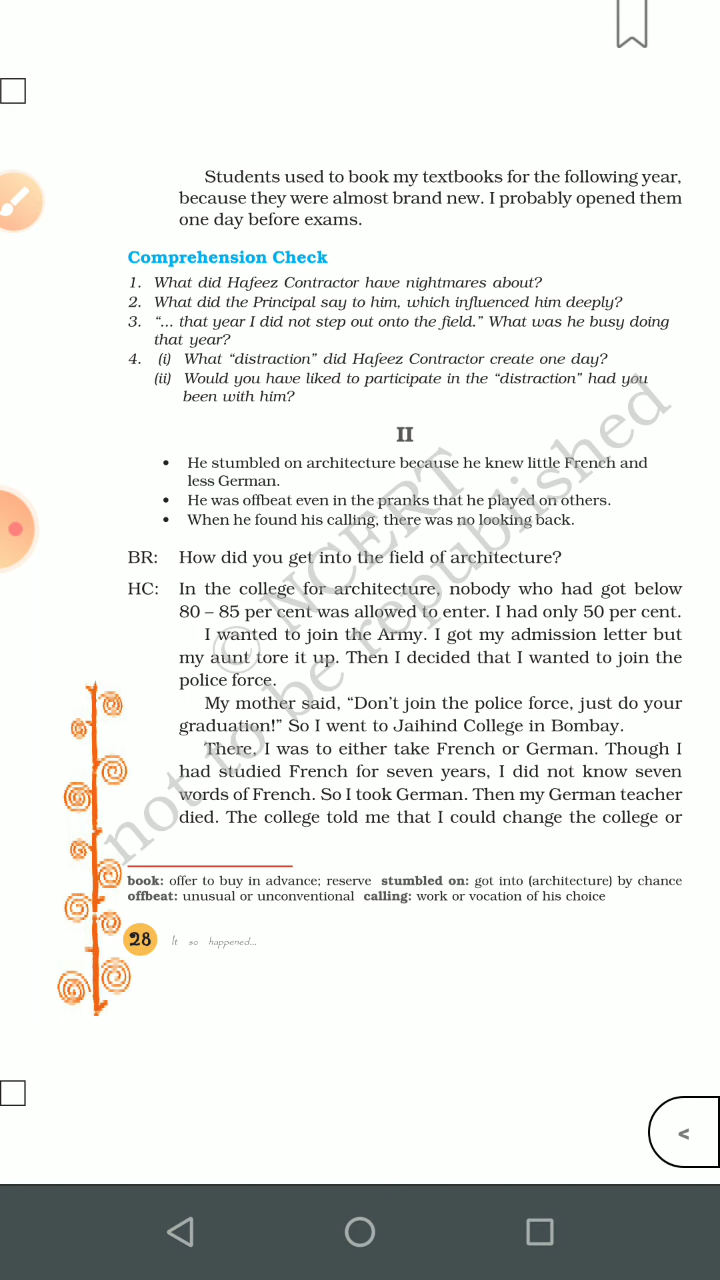 Students used to book my textbooks for the following year,
because they were almost brand new. I probably opened them
one day before exams.
Comprehension Check
1. What did Hafeez Contractor have nightmares about?
2. What did the Principal say to him, which influenced him deeply?
3. “... that year I did not step out onto the field.” What was he busy doing
that year?
4. (i) What “distraction” did Hafeez Contractor create one day?
(ii) Would you have liked to participate in the “distraction” had you
been with him?
II
• He stumbled on architecture because he knew little French and
less German.
• He was offbeat even in the pranks that he played on others.
• When he found his calling, there was no looking back.
BR: How did you get into the field of architecture?
HC: In the college for architecture, nobody who had got below
80 – 85 per cent was allowed to enter. I had only 50 per cent.
I wanted to join the Army. I got my admission letter but
my aunt tore it up. Then I decided that I wanted to join the
police force.
My mother said, “Don’t join the police force, just do your
graduation!” So I went to Jaihind College in Bombay.
There, I was to either take French or German. Though I
had studied French for seven years, I did not know seven
words of French. So I took German. Then my German teacher
died. The college told me that I could change the college or
book: offer to buy in advance; reserve stumbled on: got into (architecture) by chance
offbeat: unusual or unconventional calling: work or vocation of his choice
28 It so happened...
© NCERT
not to be republished